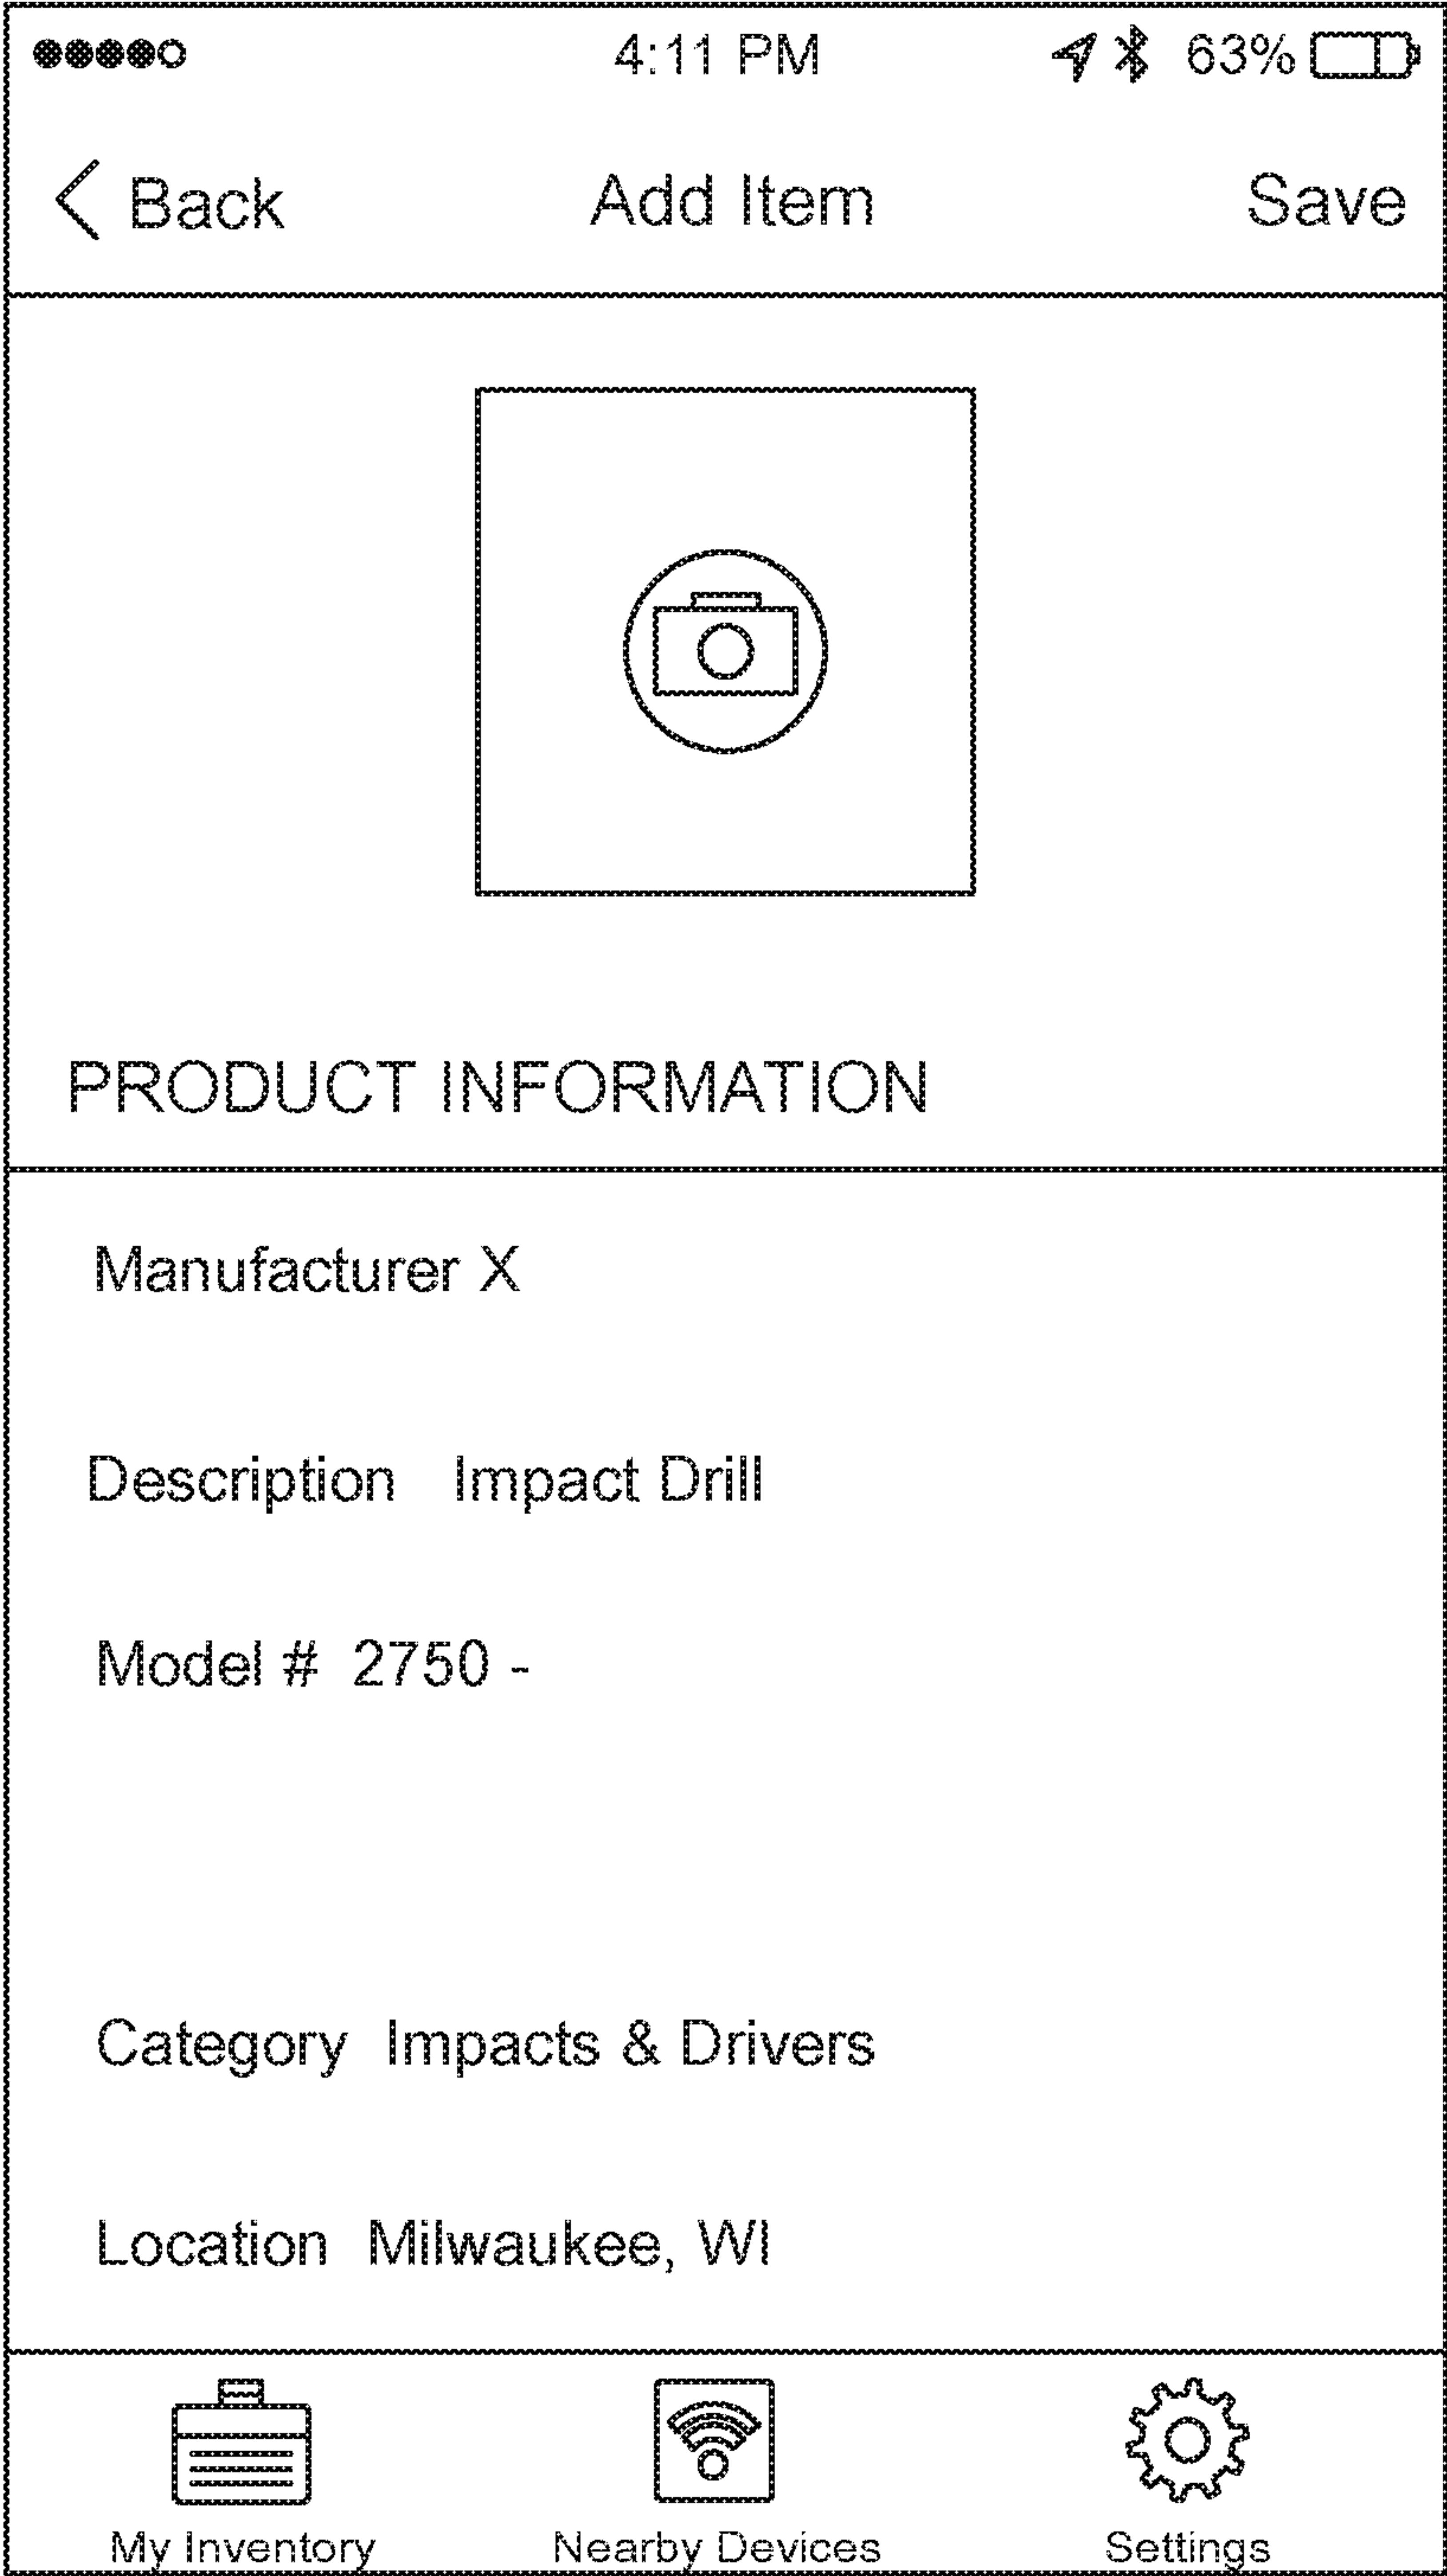 4:11 PM 63%
Back Add Item Save
PRODUCT INFORMATION
Manufacturer X
Description Impact Drill
Model # 2750 -
Category Impacts & Drivers
Location Milwaukee, WI
My Inventory Nearby Devices Settings